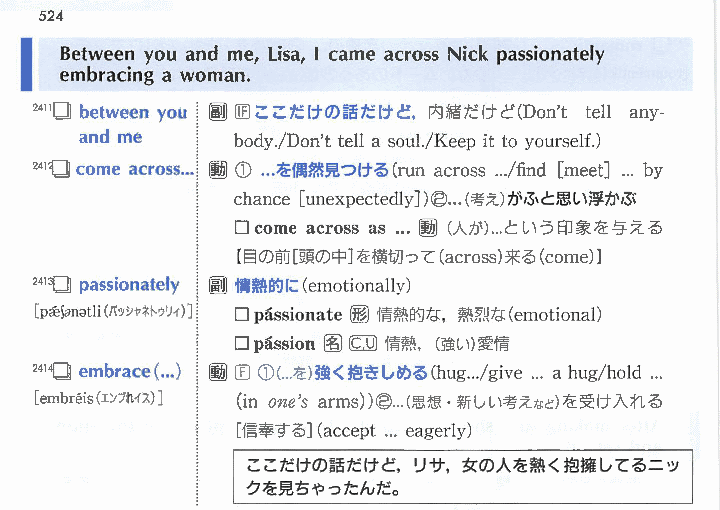 524
Between you and me, Lisa, I came across Nick passionately
embracing a woman.
2411 between you
and me
副 IF ここだけの話だけど，内緒だけど(Don't tell any-
body./Don't tell a soul./Keep it to yourself.)
2412 come across...
動 ① ...を偶然見つける(run across .../find [meet] ... by
chance [unexpectedly])②...(考え)がふと思い浮かぶ
□ come across as ... 動 (人が)...という印象を与える
【目の前[頭の中]を横切って(across)来る(come)】
2413 passionately
[pǽʃənətli(パッシャネトゥリィ)]
副 情熱的に(emotionally)
□ pássionate 形 情熱的な，熱烈な(emotional)
□ pássion 名 C,U 情熱，(強い)愛情
2414 embrace(...)
[embréis(エンブレイス)]
動 F ①(...を)強く抱きしめる(hug.../give ... a hug/hold ...
(in one's arms))②...(思想・新しい考えなど)を受け入れる
[信奉する](accept ... eagerly)
ここだけの話だけど，リサ，女の人を熱く抱擁してるニッ
クを見ちゃったんだ。